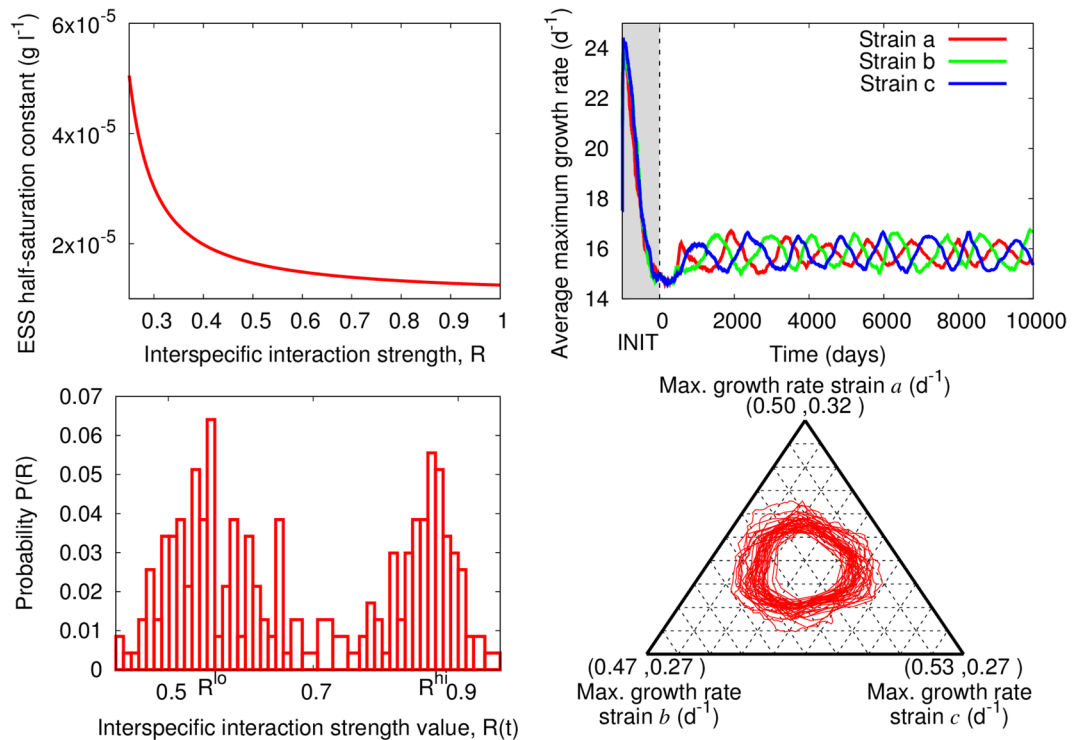 ESS half-saturation constant (g l⁻¹)
6x10⁻⁵
4x10⁻⁵
2x10⁻⁵
0.3 0.4 0.5 0.6 0.7 0.8 0.9 1
Interspecific interaction strength, R
Average maximum growth rate (d⁻¹)
24
22
20
18
16
14
Strain a
Strain b
Strain c
0 2000 4000 6000 8000 10000
INIT
Time (days)
Probability P(R)
0.07
0.06
0.05
0.04
0.03
0.02
0.01
0
0.5 R^lo 0.7 R^hi 0.9
Interspecific interaction strength value, R(t)
Max. growth rate strain a (d⁻¹)
(0.50 ,0.32 )
(0.47 ,0.27 )
Max. growth rate
strain b (d⁻¹)
(0.53 ,0.27 )
Max. growth rate
strain c (d⁻¹)